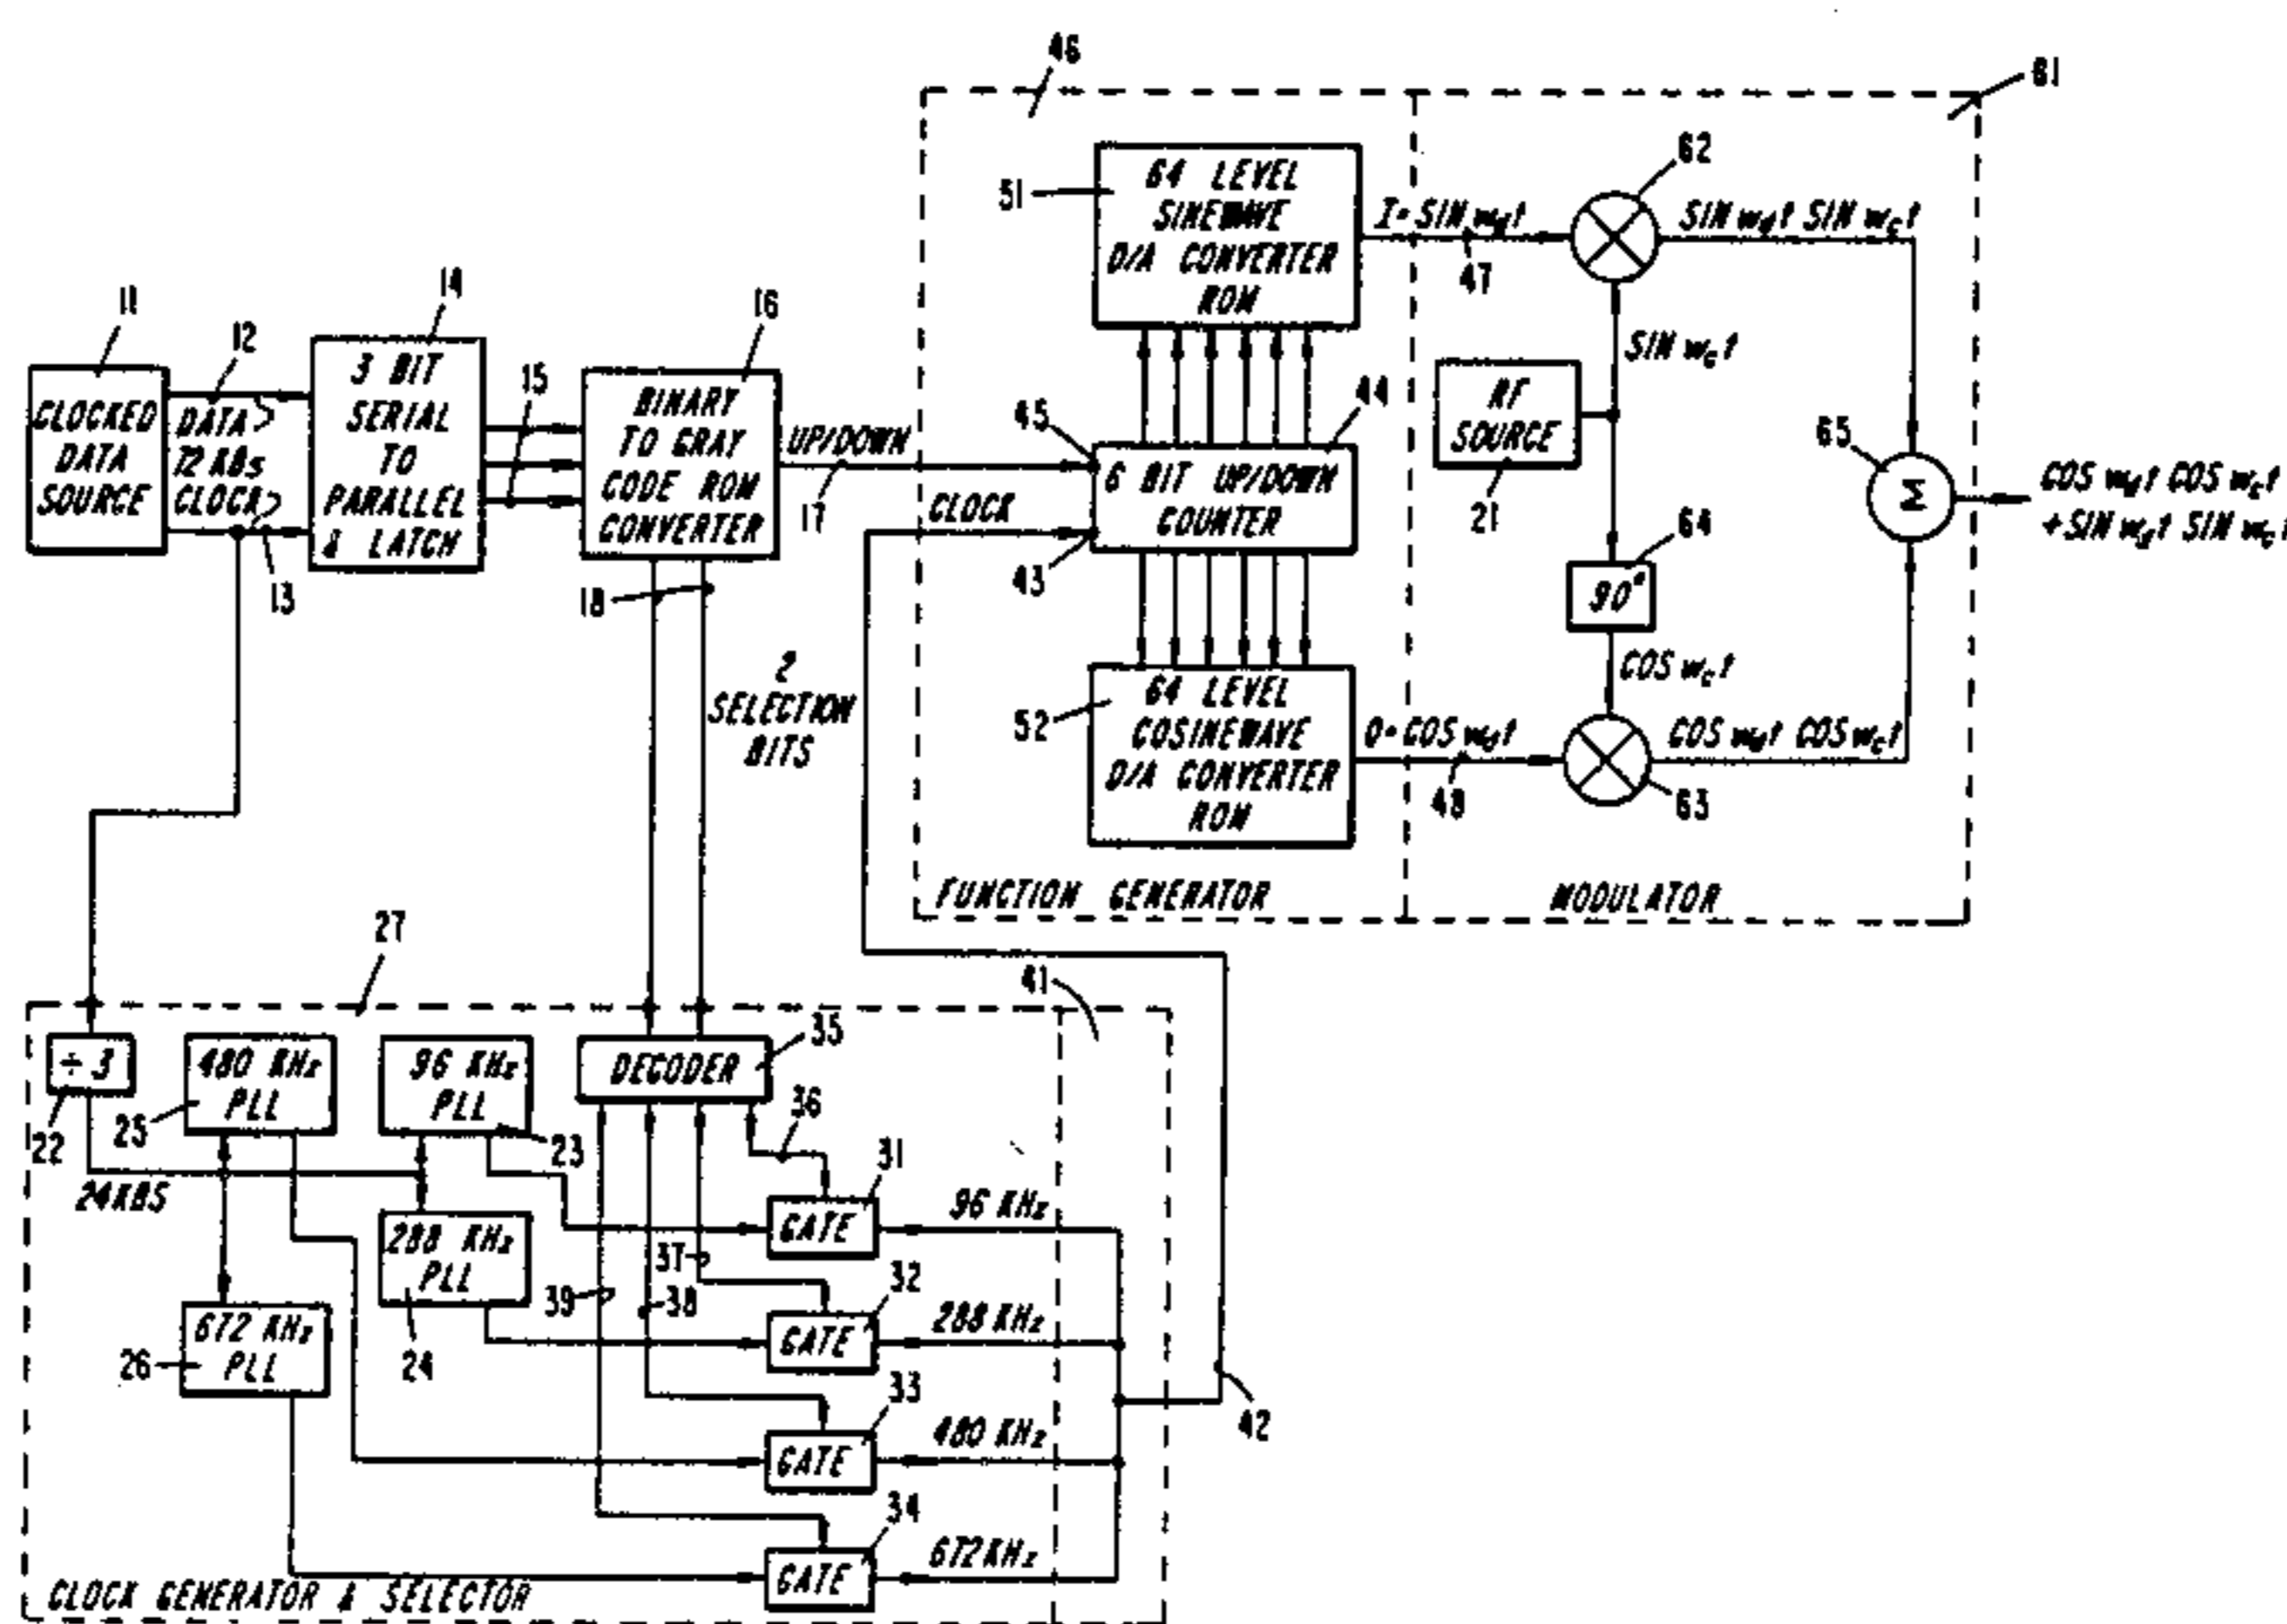 46
61
11
CLOCKED
DATA
SOURCE
12
DATA
72 KBS
CLOCK
13
14
3 BIT
SERIAL
TO
PARALLEL
& LATCH
15
16
BINARY
TO GRAY
CODE ROM
CONVERTER
UP/DOWN
17
CLOCK
18
2
SELECTION
BITS
51
64 LEVEL
SINEWAVE
D/A CONVERTER
ROM
45
44
6 BIT UP/DOWN
COUNTER
43
52
64 LEVEL
COSINEWAVE
D/A CONVERTER
ROM
FUNCTION GENERATOR
I=SIN wdt
47
62
SIN wdt SIN wct
SIN wct
RF
SOURCE
21
64
90°
COS wct
Q=COS wdt
48
63
COS wdt COS wct
65
Σ
COS wdt COS wct
+SIN wdt SIN wct
MODULATOR
27
41
÷3
22
480 KHz
PLL
25
96 KHz
PLL
23
DECODER
35
36
24KBS
288 KHz
PLL
24
672 KHz
PLL
26
37
38
39
31
GATE
96 KHz
32
GATE
288 KHz
33
GATE
480 KHz
34
GATE
672KHz
42
CLOCK GENERATOR & SELECTOR